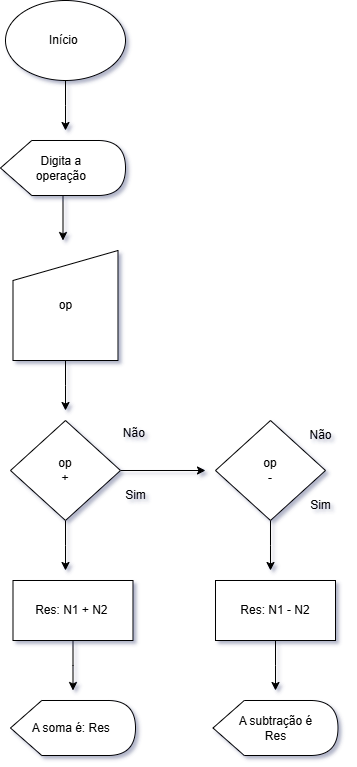 Início
Digita a
operação
op
op
+
Não
Sim
op
-
Não
Sim
Res: N1 + N2
Res: N1 - N2
A soma é: Res
A subtração é
Res